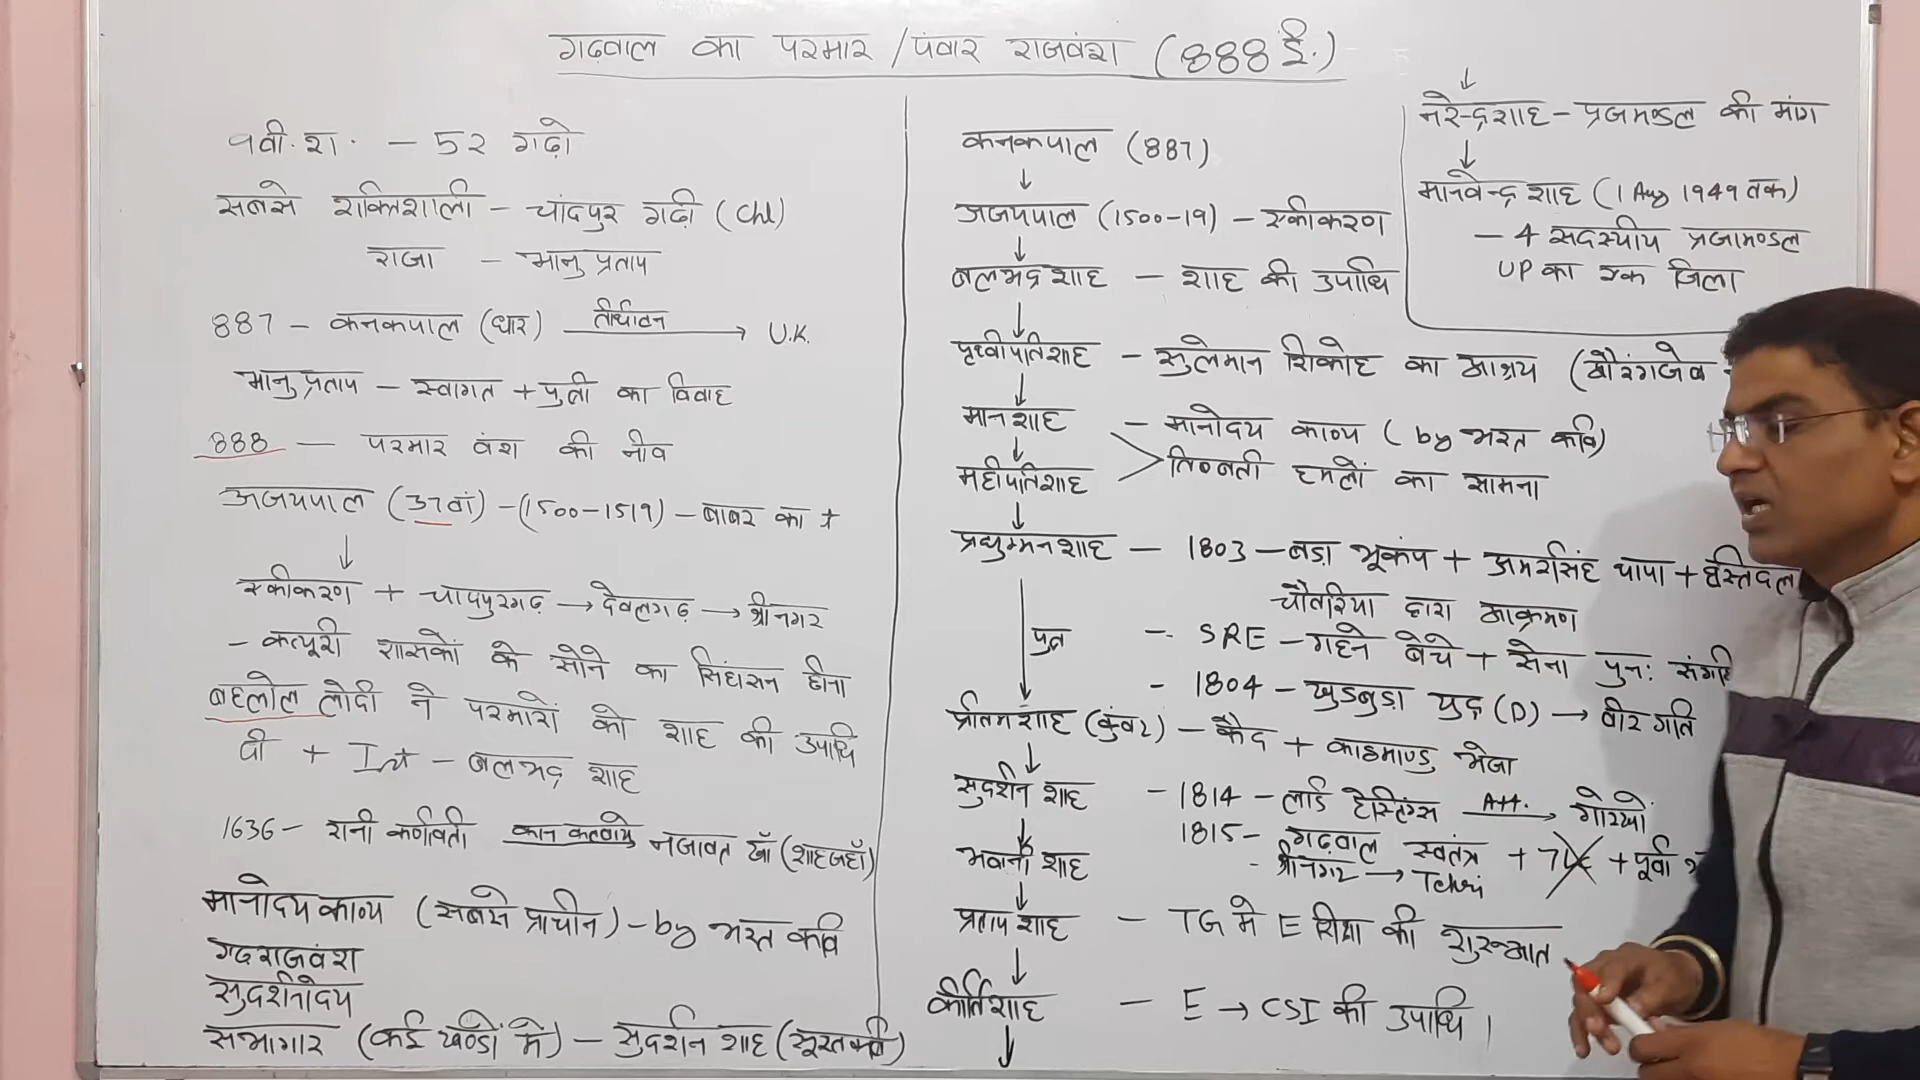 गढ़वाल का परमार / पंवार राजवंश (888 ई.)
9वी. श. - 52 गढ़ो
सबसे शक्तिशाली - चांदपुर गढ़ी (Chl)
राजा - भानु प्रताप
887 - कनकपाल (धार) तीर्थाटन → U.K.
भानु प्रताप - स्वागत + पुत्री का विवाह
888 - परमार वंश की नीव
अजयपाल (37वां) - (1500-1519) - बाबर का
↓
एकीकरण + चांदपुरगढ़ → देवलगढ़ → श्रीनगर
- कत्यूरी शासकों के सोने का सिंहासन छीना
बहलोल लोदी ने परमारों को शाह की उपाधि
दी + Ist - बलभद्र शाह
1636 - रानी कर्णावती नजावत खाँ (शाहजहाँ)
मानोदय काव्य (सबसे प्राचीन) - by भरत कवि
गढ़राजवंश
सुदर्शनोदय
सभागार (कई खण्डों में) - सुदर्शन शाह (सूरत कवि)
कनकपाल (887)
↓
अजयपाल (1500-19) - एकीकरण
↓
बलभद्र शाह - शाह की उपाधि
↓
पृथ्वीपतिशाह - सुलेमान शिकोह का आश्रय (औरंगजेब
↓
मानशाह - मानोदय काव्य ( by भरत कवि)
↓
महीपतिशाह तिब्बती हमलों का सामना
↓
प्रद्युम्मनशाह - 1803 - बड़ा भूकंप + अमरसिंह थापा + हस्तिदल
चौतरिया द्वारा आक्रमण
पुत्र - SRE - गहने बेचे + सेना पुनः
- 1804 - खुडबुड़ा युद्ध (D) → वीर गति
प्रीतमशाह (कुंवर) - कैद + काठमाण्डु भेजा
↓
सुदर्शन शाह - 1814 - लार्ड हेस्टिंग्स Att. → गोरखों
1815 - गढ़वाल स्वतंत्र + 7L€ + पूर्वी
- श्रीनगर → Tehri
भवानी शाह
↓
प्रताप शाह - TG मे E शिक्षा की शुरुआत
↓
कीर्तिशाह - E → CSI की उपाधि ।
↓
↓
नरेन्द्रशाह - प्रजामण्डल की मांग
↓
मानवेन्द्र शाह (1 Aug 1949 तक)
- 4 सदस्यीय प्रजामण्डल
UP का एक जिला